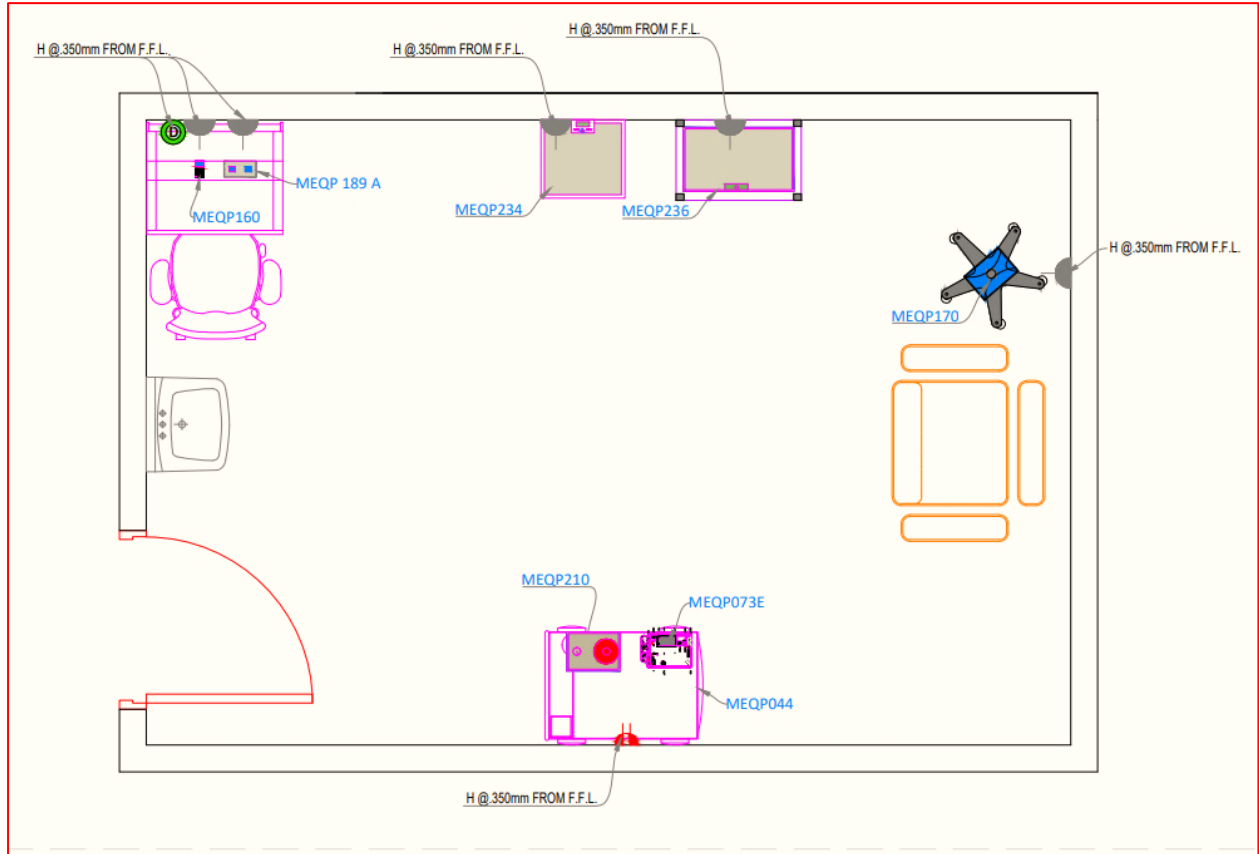 H @.350mm FROM F.F.L.
H @.350mm FROM F.F.L.
H @.350mm FROM F.F.L.
D
MEQP 189 A
MEQP160
MEQP234
MEQP236
H @.350mm FROM F.F.L.
MEQP170
MEQP210
MEQP073E
MEQP044
H @.350mm FROM F.F.L.